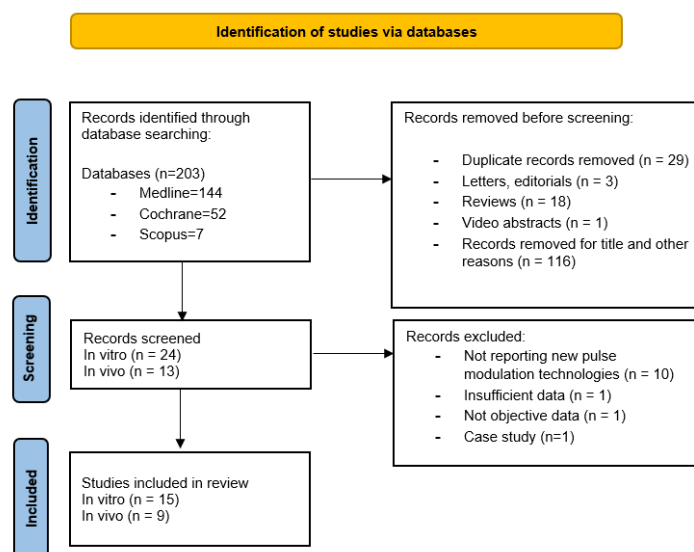 Identification of studies via databases
Identification
Records identified through
database searching:
Databases (n=203)
- Medline=144
- Cochrane=52
- Scopus=7
Records removed before screening:
- Duplicate records removed (n = 29)
- Letters, editorials (n = 3)
- Reviews (n = 18)
- Video abstracts (n = 1)
- Records removed for title and other
reasons (n = 116)
Screening
Records screened
In vitro (n = 24)
In vivo (n = 13)
Records excluded:
- Not reporting new pulse
modulation technologies (n = 10)
- Insufficient data (n = 1)
- Not objective data (n = 1)
- Case study (n=1)
Included
Studies included in review
In vitro (n = 15)
In vivo (n = 9)